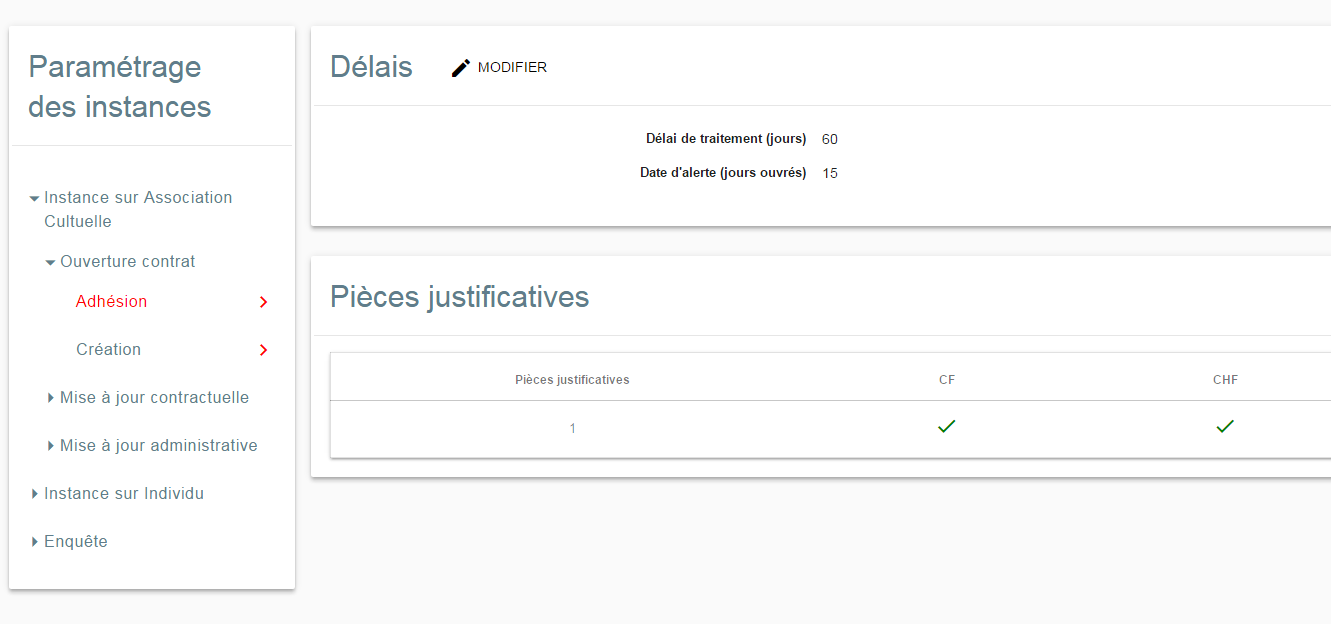 Paramétrage
des instances
Instance sur Association
Cultuelle
Ouverture contrat
Adhésion
Création
Mise à jour contractuelle
Mise à jour administrative
Instance sur Individu
Enquête
Délais MODIFIER
Délai de traitement (jours) 60
Date d'alerte (jours ouvrés) 15
Pièces justificatives
Pièces justificatives CF CHF
1